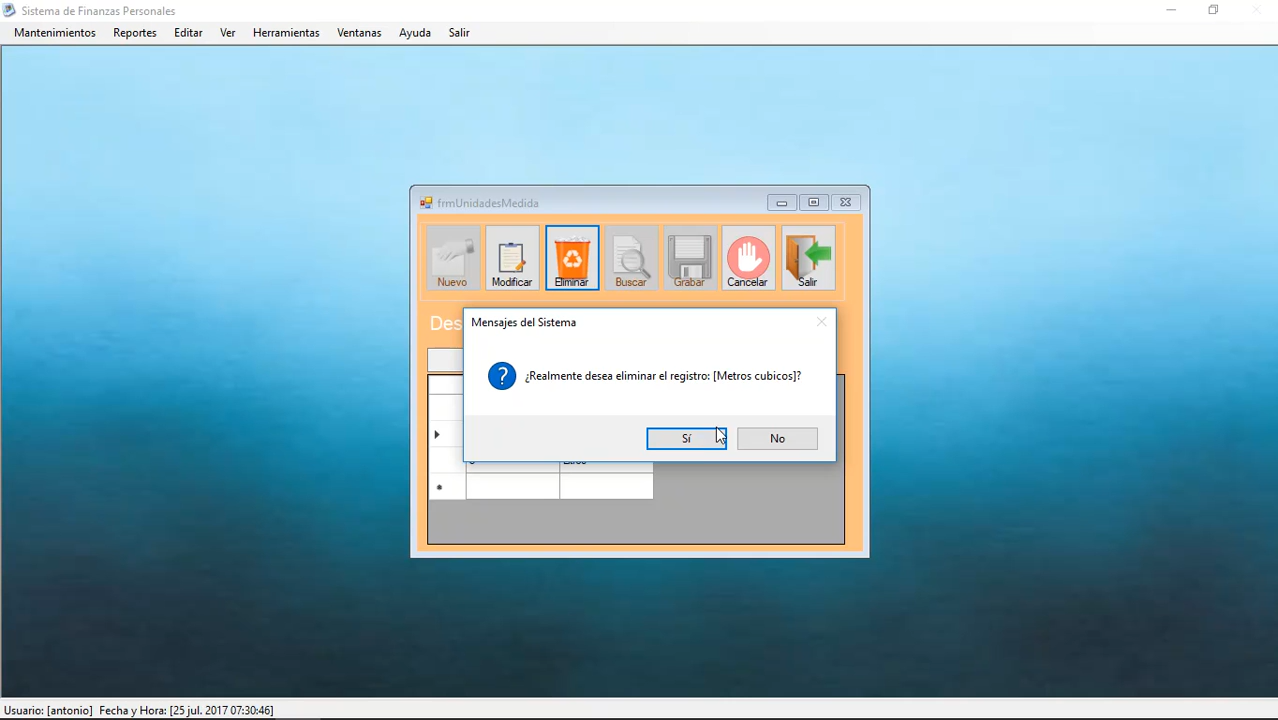 Sistema de Finanzas Personales
Mantenimientos Reportes Editar Ver Herramientas Ventanas Ayuda Salir
frmUnidadesMedida
Nuevo Modificar Eliminar Buscar Grabar Cancelar Salir
Des
Mensajes del Sistema
¿Realmente desea eliminar el registro: [Metros cubicos]?
Sí No
Usuario: [antonio] Fecha y Hora: [25 jul. 2017 07:30:46]